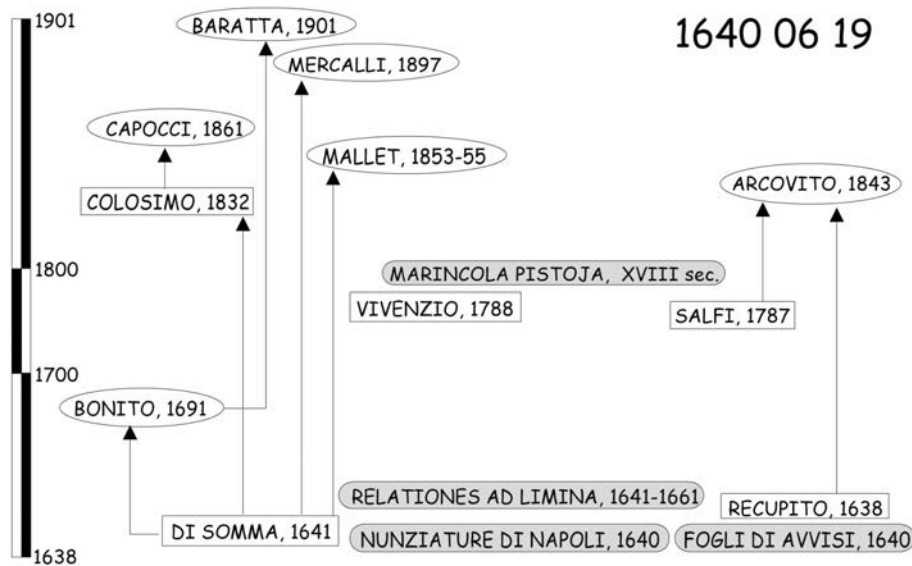 1901
BARATTA, 1901
1640 06 19
MERCALLI, 1897
CAPOCCI, 1861
MALLET, 1853-55
ARCOVITO, 1843
COLOSIMO, 1832
1800
MARINCOLA PISTOJA, XVIII sec.
VIVENZIO, 1788
SALFI, 1787
1700
BONITO, 1691
RELATIONES AD LIMINA, 1641-1661
RECUPITO, 1638
DI SOMMA, 1641
NUNZIATURE DI NAPOLI, 1640
FOGLI DI AVVISI, 1640
1638